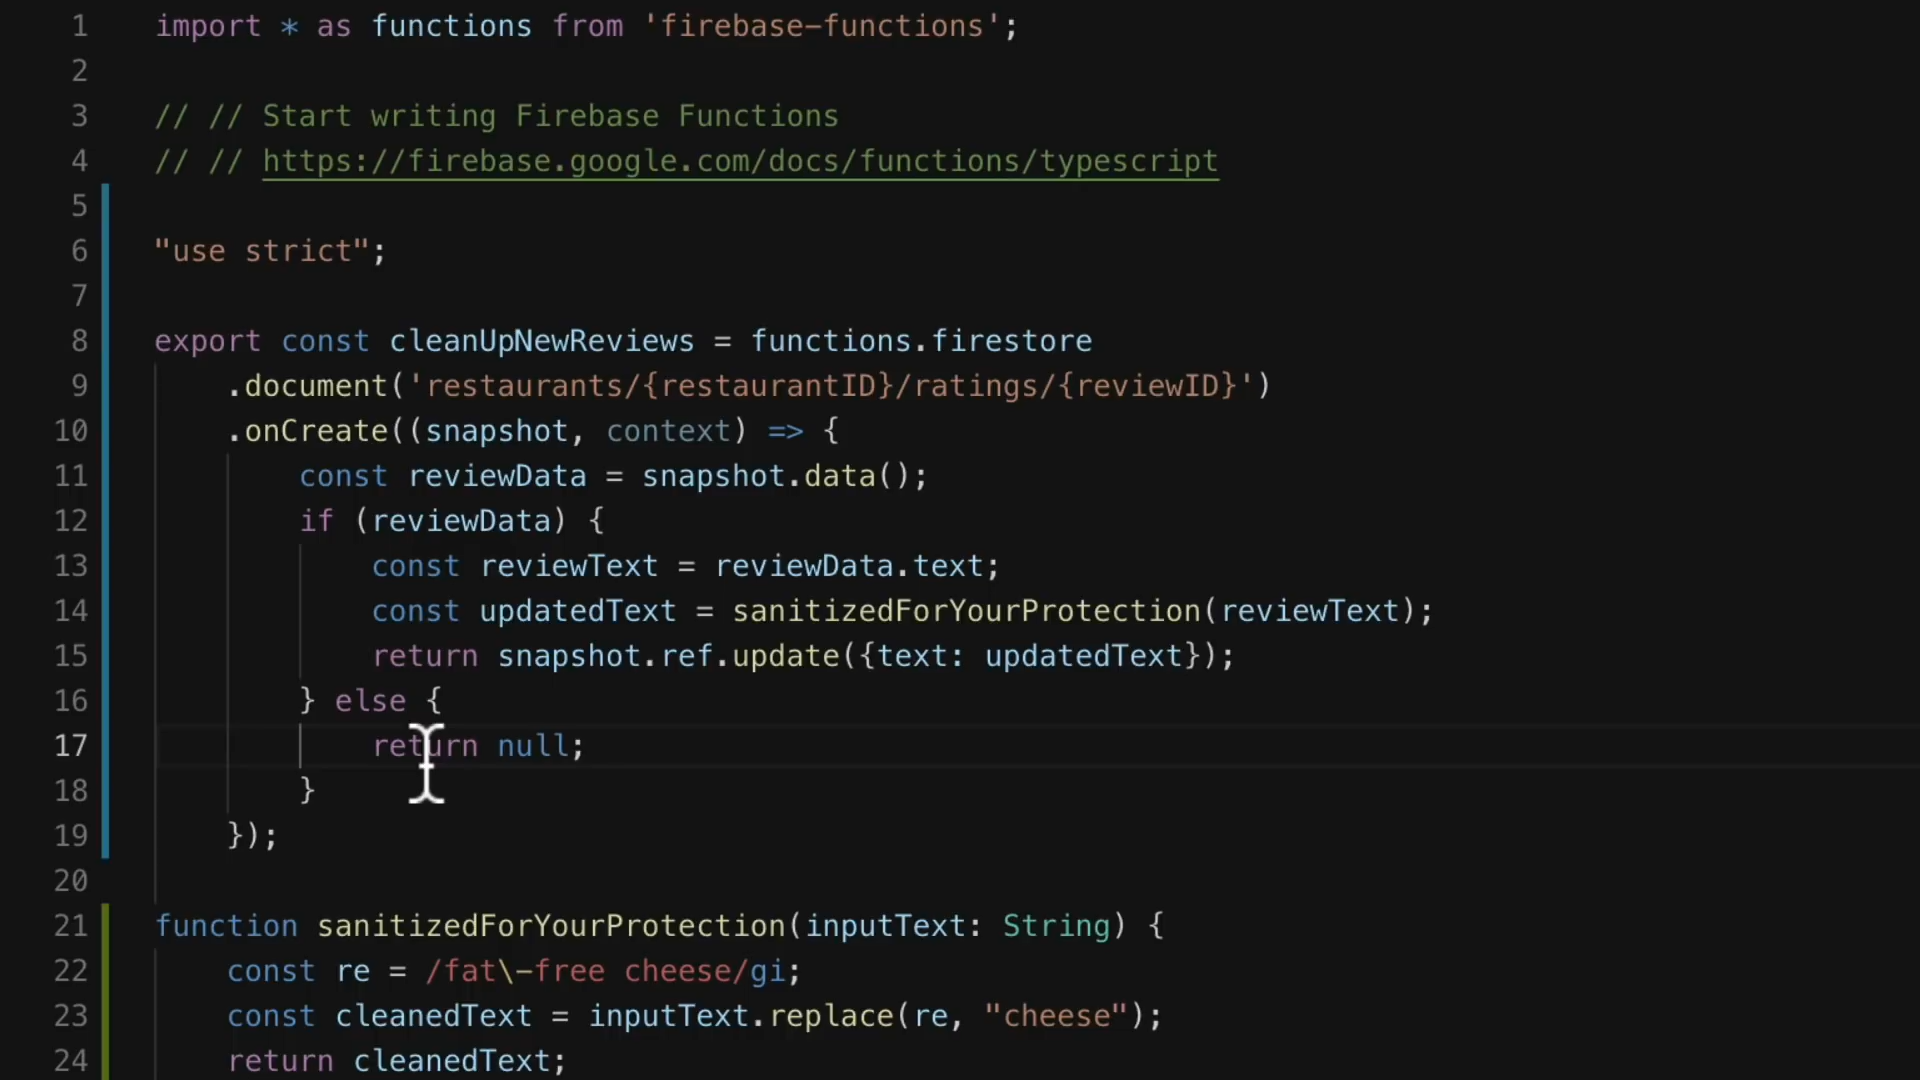 1 import * as functions from 'firebase-functions';
2
3 // // Start writing Firebase Functions
4 // // https://firebase.google.com/docs/functions/typescript
5
6 "use strict";
7
8 export const cleanUpNewReviews = functions.firestore
9 .document('restaurants/{restaurantID}/ratings/{reviewID}')
10 .onCreate((snapshot, context) => {
11 const reviewData = snapshot.data();
12 if (reviewData) {
13 const reviewText = reviewData.text;
14 const updatedText = sanitizedForYourProtection(reviewText);
15 return snapshot.ref.update({text: updatedText});
16 } else {
17 return null;
18 }
19 });
20
21 function sanitizedForYourProtection(inputText: String) {
22 const re = /fat\-free cheese/gi;
23 const cleanedText = inputText.replace(re, "cheese");
24 return cleanedText;